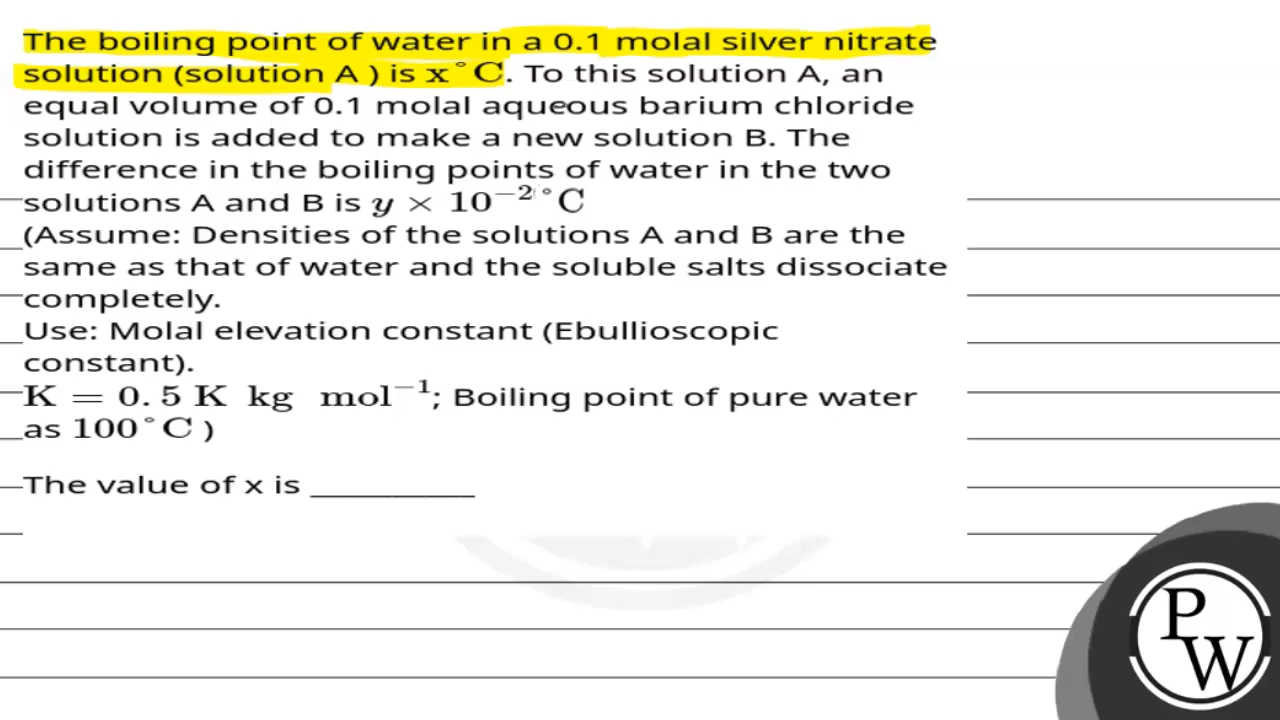 The boiling point of water in a 0.1 molal silver nitrate
solution (solution A ) is x°C. To this solution A, an
equal volume of 0.1 molal aqueous barium chloride
solution is added to make a new solution B. The
difference in the boiling points of water in the two
solutions A and B is y × 10⁻²°C
(Assume: Densities of the solutions A and B are the
same as that of water and the soluble salts dissociate
completely.
Use: Molal elevation constant (Ebullioscopic
constant).
K = 0.5 K kg mol⁻¹; Boiling point of pure water
as 100°C )
The value of x is ____________
PW